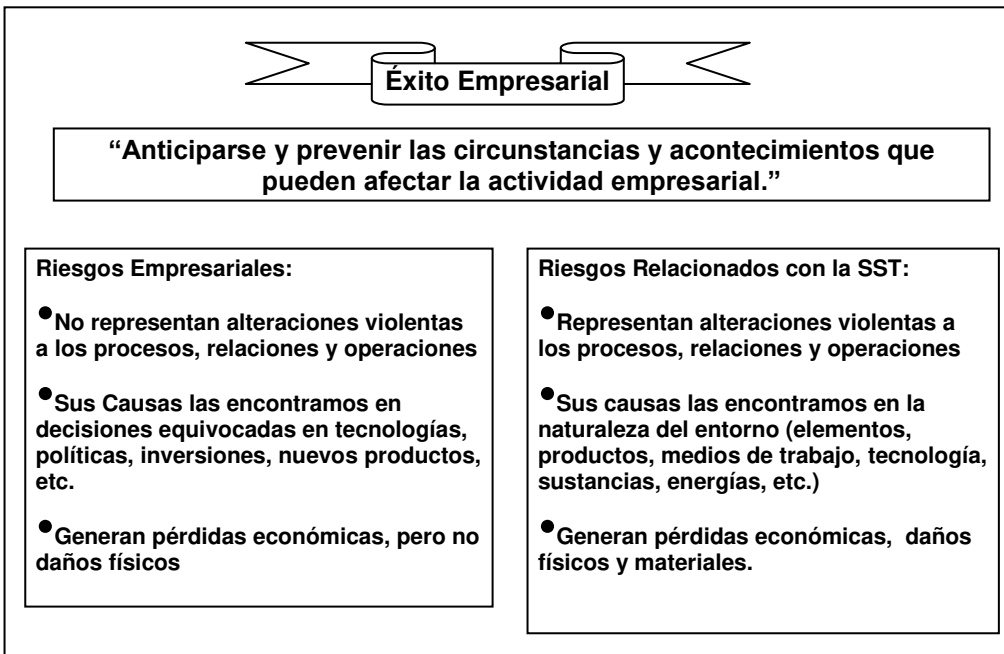 Éxito Empresarial
“Anticiparse y prevenir las circunstancias y acontecimientos que
pueden afectar la actividad empresarial.”
Riesgos Empresariales:
•No representan alteraciones violentas
a los procesos, relaciones y operaciones
•Sus Causas las encontramos en
decisiones equivocadas en tecnologías,
políticas, inversiones, nuevos productos,
etc.
•Generan pérdidas económicas, pero no
daños físicos
Riesgos Relacionados con la SST:
•Representan alteraciones violentas a
los procesos, relaciones y operaciones
•Sus causas las encontramos en la
naturaleza del entorno (elementos,
productos, medios de trabajo, tecnología,
sustancias, energías, etc.)
•Generan pérdidas económicas, daños
físicos y materiales.